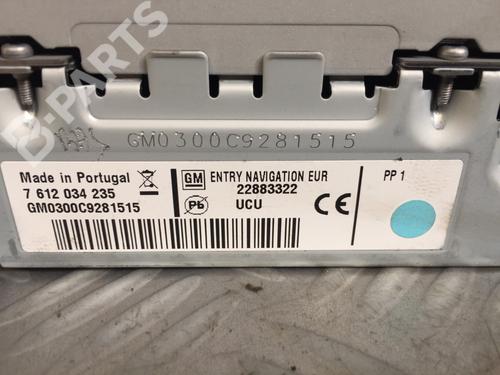 B-PARTS
GM0300C9281515
Made in Portugal
7 612 034 235
GM0300C9281515
GM
ENTRY NAVIGATION EUR
22883322
Pb
UCU
CE
PP 1